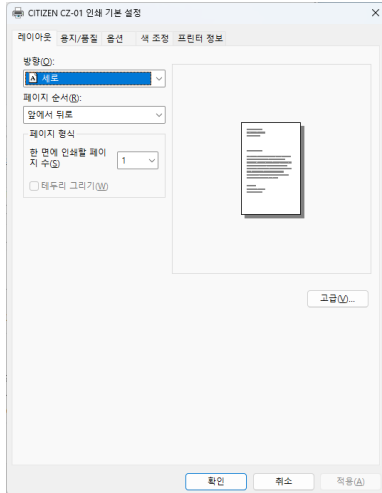 CITIZEN CZ-01 인쇄 기본 설정
레이아웃 용지/품질 옵션 색 조정 프린터 정보
방향(O):
A 세로
페이지 순서(R):
앞에서 뒤로
페이지 형식
한 면에 인쇄할 페이
지 수(S)
1
테두리 그리기(W)
고급(V)...
확인 취소 적용(A)